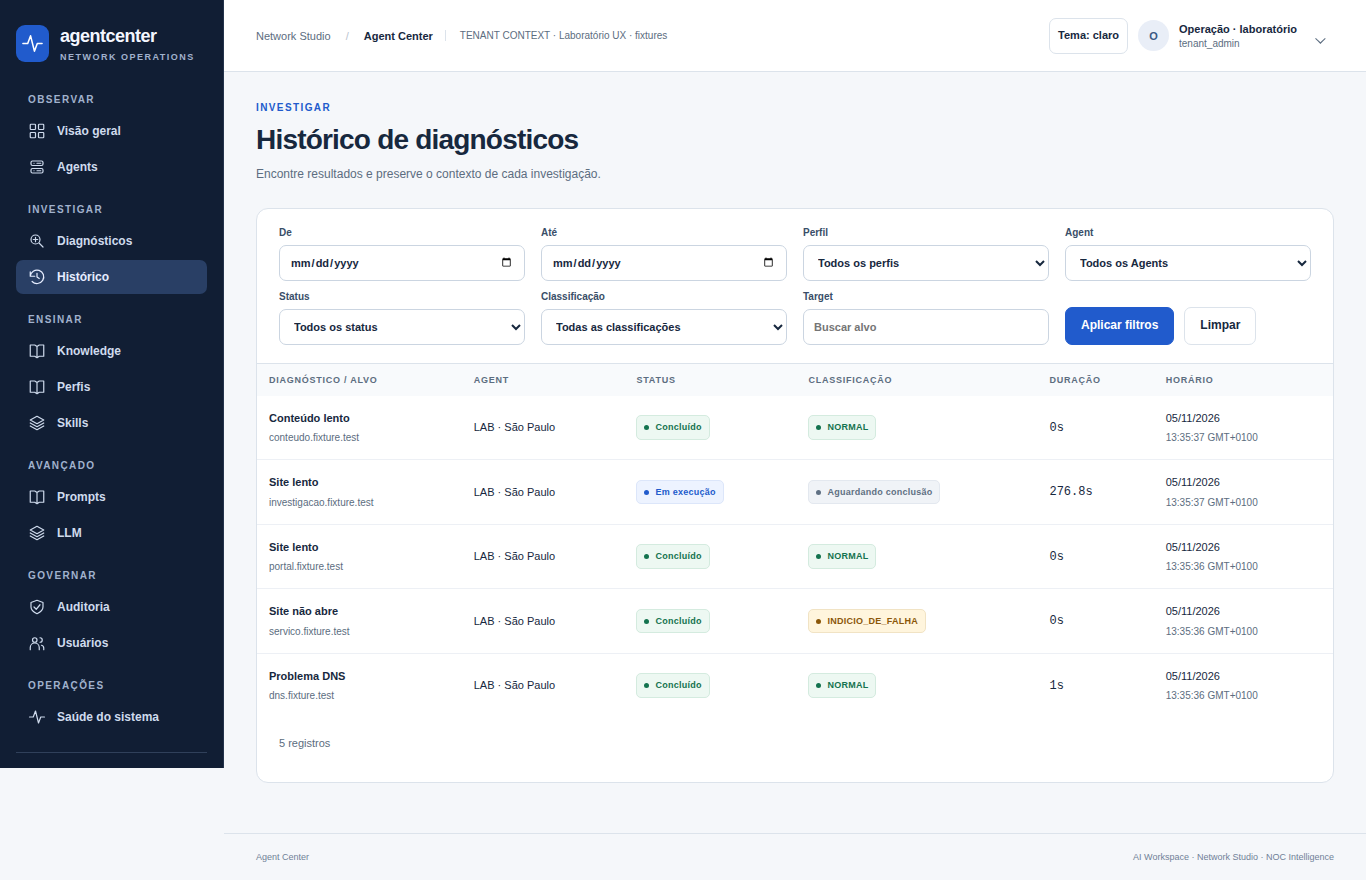 agentcenter
NETWORK OPERATIONS
OBSERVAR
Visão geral
Agents
INVESTIGAR
Diagnósticos
Histórico
ENSINAR
Knowledge
Perfis
Skills
AVANÇADO
Prompts
LLM
GOVERNAR
Auditoria
Usuários
OPERAÇÕES
Saúde do sistema
Network Studio / Agent Center TENANT CONTEXT · Laboratório UX · fixtures
Tema: claro
O
Operação · laboratório
tenant_admin
INVESTIGAR
Histórico de diagnósticos
Encontre resultados e preserve o contexto de cada investigação.
De Até Perfil Agent
mm/dd/yyyy mm/dd/yyyy Todos os perfis Todos os Agents
Status Classificação Target
Todos os status Todas as classificações Buscar alvo Aplicar filtros Limpar
DIAGNÓSTICO / ALVO AGENT STATUS CLASSIFICAÇÃO DURAÇÃO HORÁRIO
Conteúdo lento
conteudo.fixture.test
LAB · São Paulo Concluído NORMAL 0s
05/11/2026
13:35:37 GMT+0100
Site lento
investigacao.fixture.test
LAB · São Paulo Em execução Aguardando conclusão 276.8s
05/11/2026
13:35:37 GMT+0100
Site lento
portal.fixture.test
LAB · São Paulo Concluído NORMAL 0s
05/11/2026
13:35:36 GMT+0100
Site não abre
servico.fixture.test
LAB · São Paulo Concluído INDICIO_DE_FALHA 0s
05/11/2026
13:35:36 GMT+0100
Problema DNS
dns.fixture.test
LAB · São Paulo Concluído NORMAL 1s
05/11/2026
13:35:36 GMT+0100
5 registros
Agent Center
AI Workspace · Network Studio · NOC Intelligence